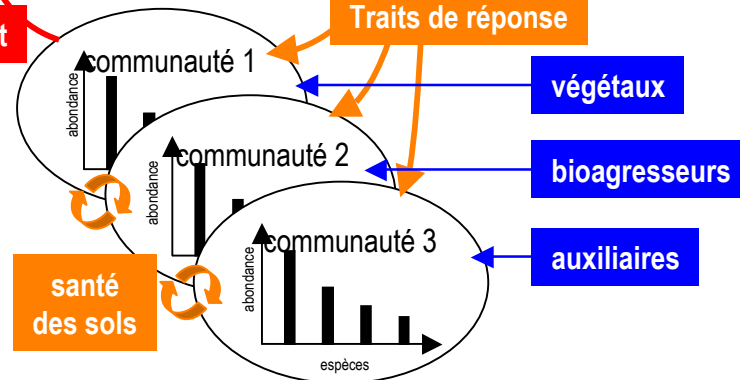 Traits de réponse
t
communauté 1
abondance
végétaux
communauté 2
abondance
bioagresseurs
communauté 3
abondance
auxiliaires
santé
des sols
espèces